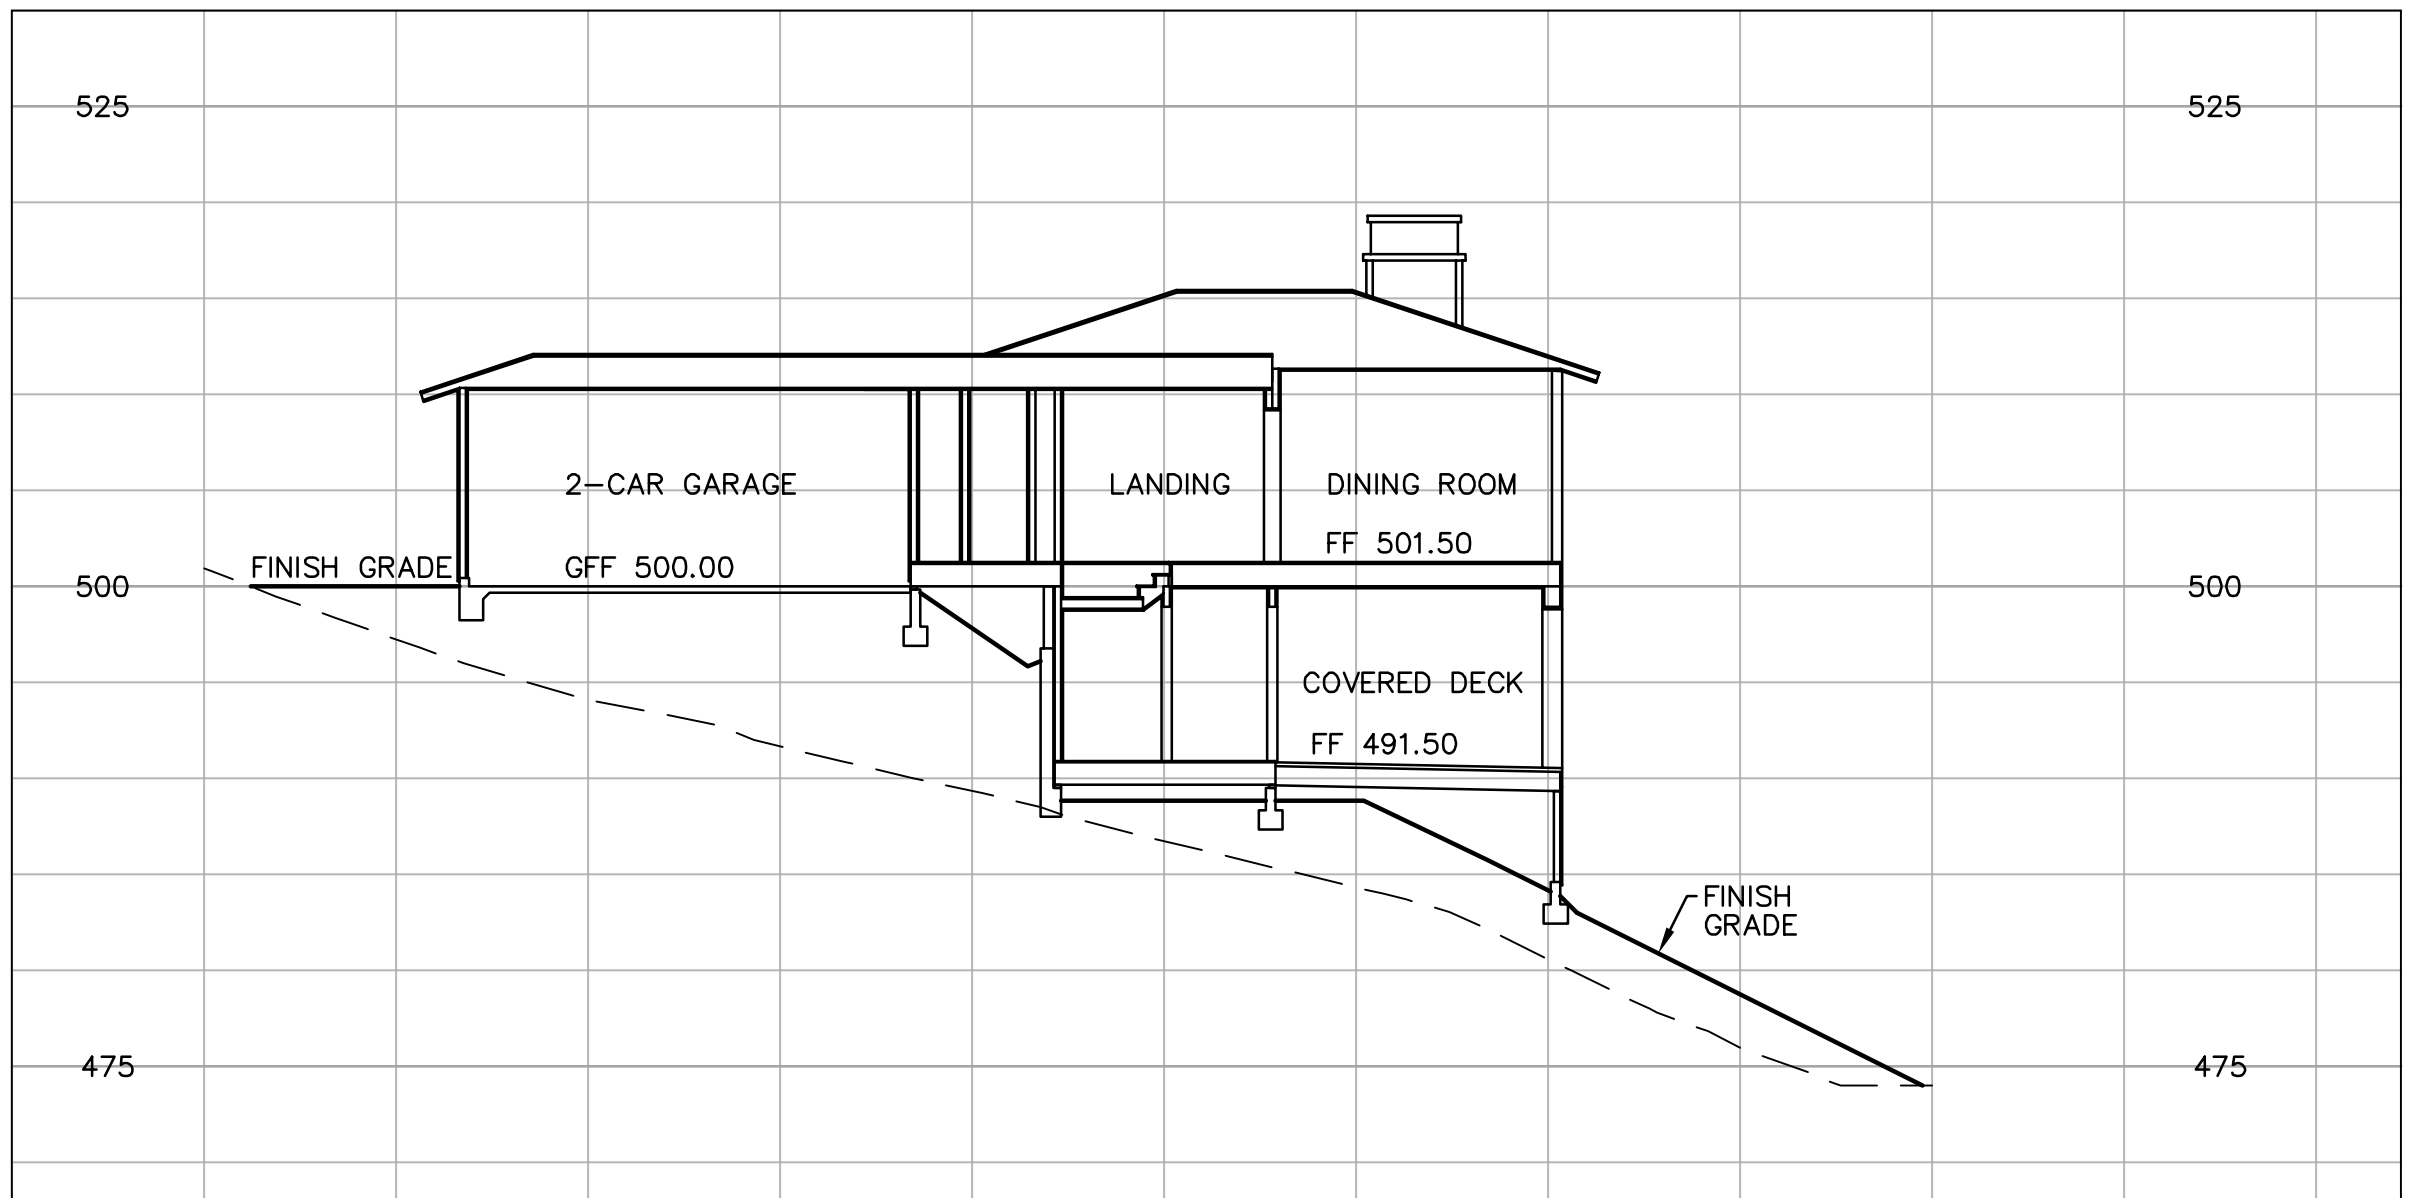 525
525
2-CAR GARAGE
LANDING
DINING ROOM
FF 501.50
FINISH GRADE
GFF 500.00
500
500
COVERED DECK
FF 491.50
FINISH
GRADE
475
475